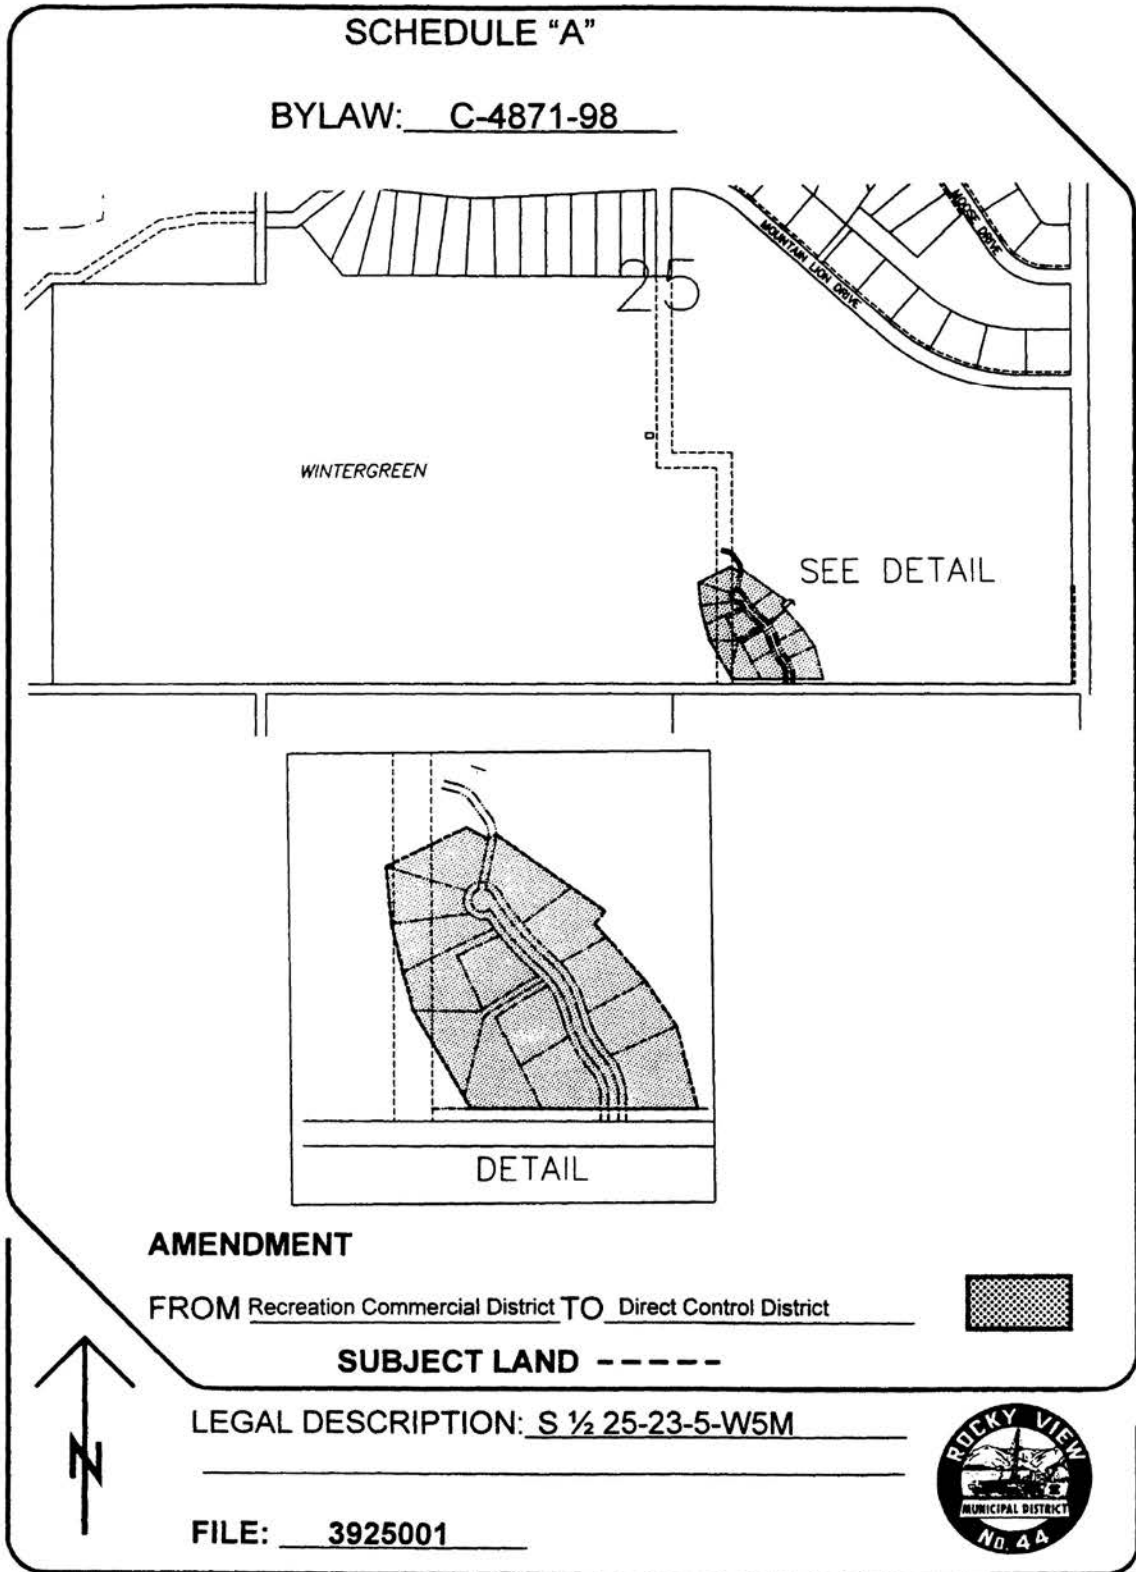 SCHEDULE “A”
BYLAW: C-4871-98
MOOSE DRIVE
MOUNTAIN LION DRIVE
25
WINTERGREEN
SEE DETAIL
DETAIL
AMENDMENT
FROM Recreation Commercial District TO Direct Control District
SUBJECT LAND
LEGAL DESCRIPTION: S ½ 25-23-5-W5M
N
FILE: 3925001
ROCKY VIEW
MUNICIPAL DISTRICT
No. 44